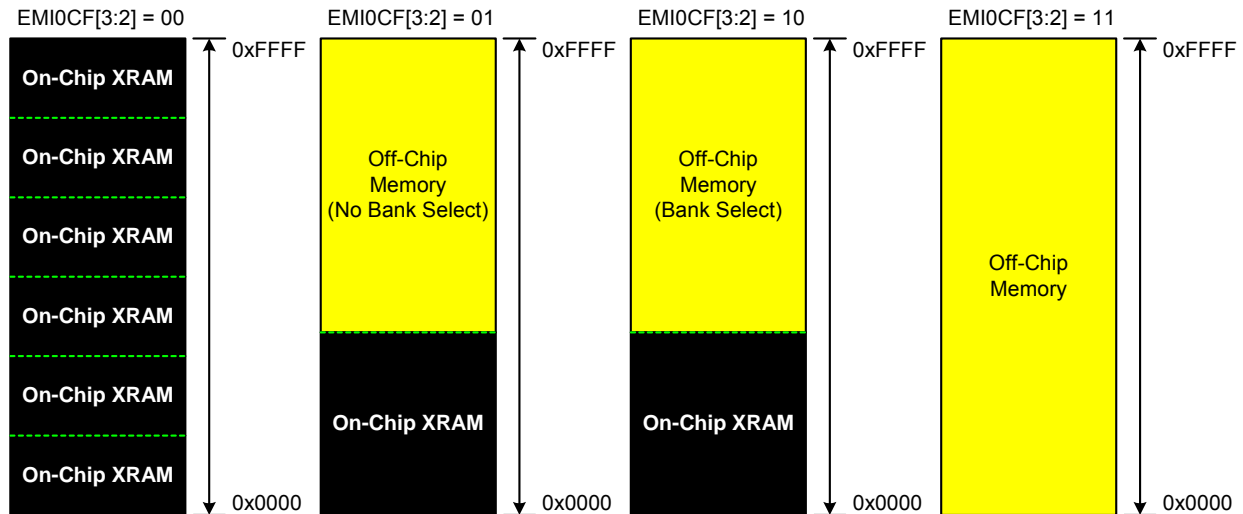 EMI0CF[3:2] = 00
EMI0CF[3:2] = 01
EMI0CF[3:2] = 10
EMI0CF[3:2] = 11
On-Chip XRAM
On-Chip XRAM
On-Chip XRAM
On-Chip XRAM
On-Chip XRAM
On-Chip XRAM
0xFFFF
0x0000
Off-Chip
Memory
(No Bank Select)
On-Chip XRAM
0xFFFF
0x0000
Off-Chip
Memory
(Bank Select)
On-Chip XRAM
0xFFFF
0x0000
Off-Chip
Memory
0xFFFF
0x0000